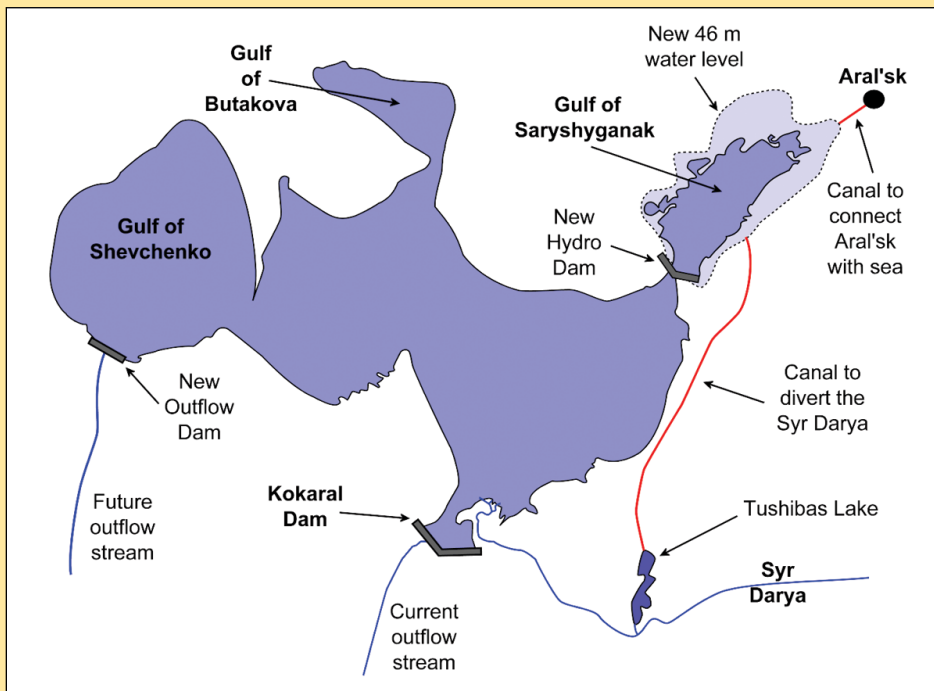 Gulf
of
Butakova
New 46 m
water level
Aral'sk
Gulf of
Saryshyganak
Gulf of
Shevchenko
New
Hydro
Dam
Canal to
connect
Aral'sk
with sea
New
Outflow
Dam
Canal to
divert the
Syr Darya
Future
outflow
stream
Kokaral
Dam
Tushibas Lake
Syr
Darya
Current
outflow
stream